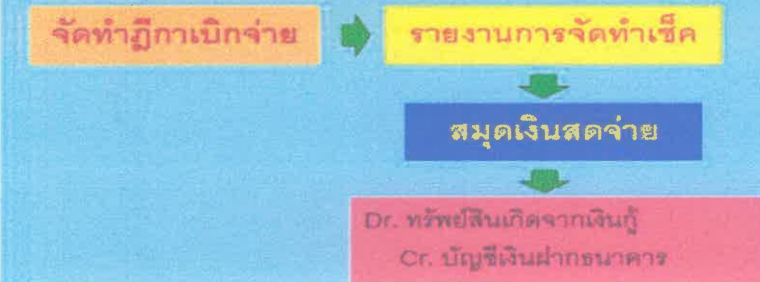 จัดทำฎีกาเบิกจ่าย
รายงานการจัดทำเช็ค
สมุดเงินสดจ่าย
Dr. ทรัพย์สินเกิดจากเงินกู้
Cr. บัญชีเงินฝากธนาคาร